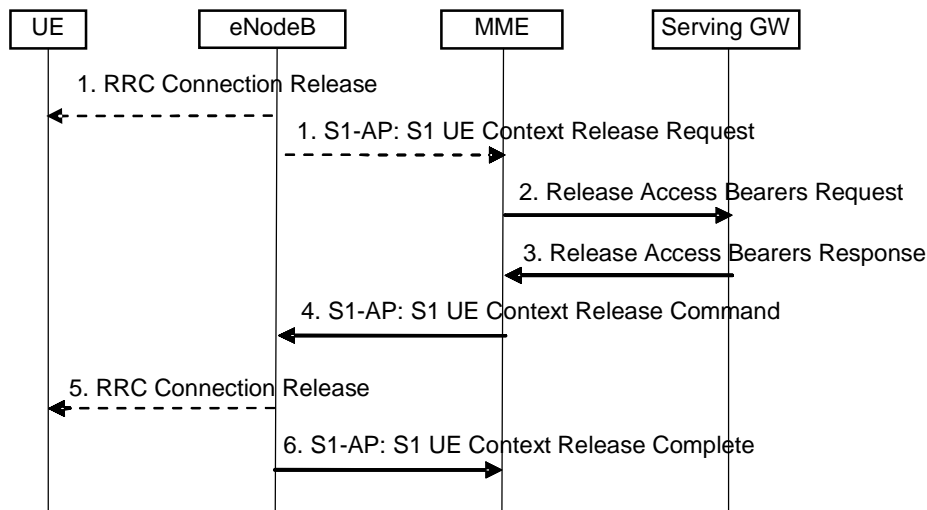 UE
eNodeB
MME
Serving GW
1. RRC Connection Release
1. S1-AP: S1 UE Context Release Request
2. Release Access Bearers Request
3. Release Access Bearers Response
4. S1-AP: S1 UE Context Release Command
5. RRC Connection Release
6. S1-AP: S1 UE Context Release Complete